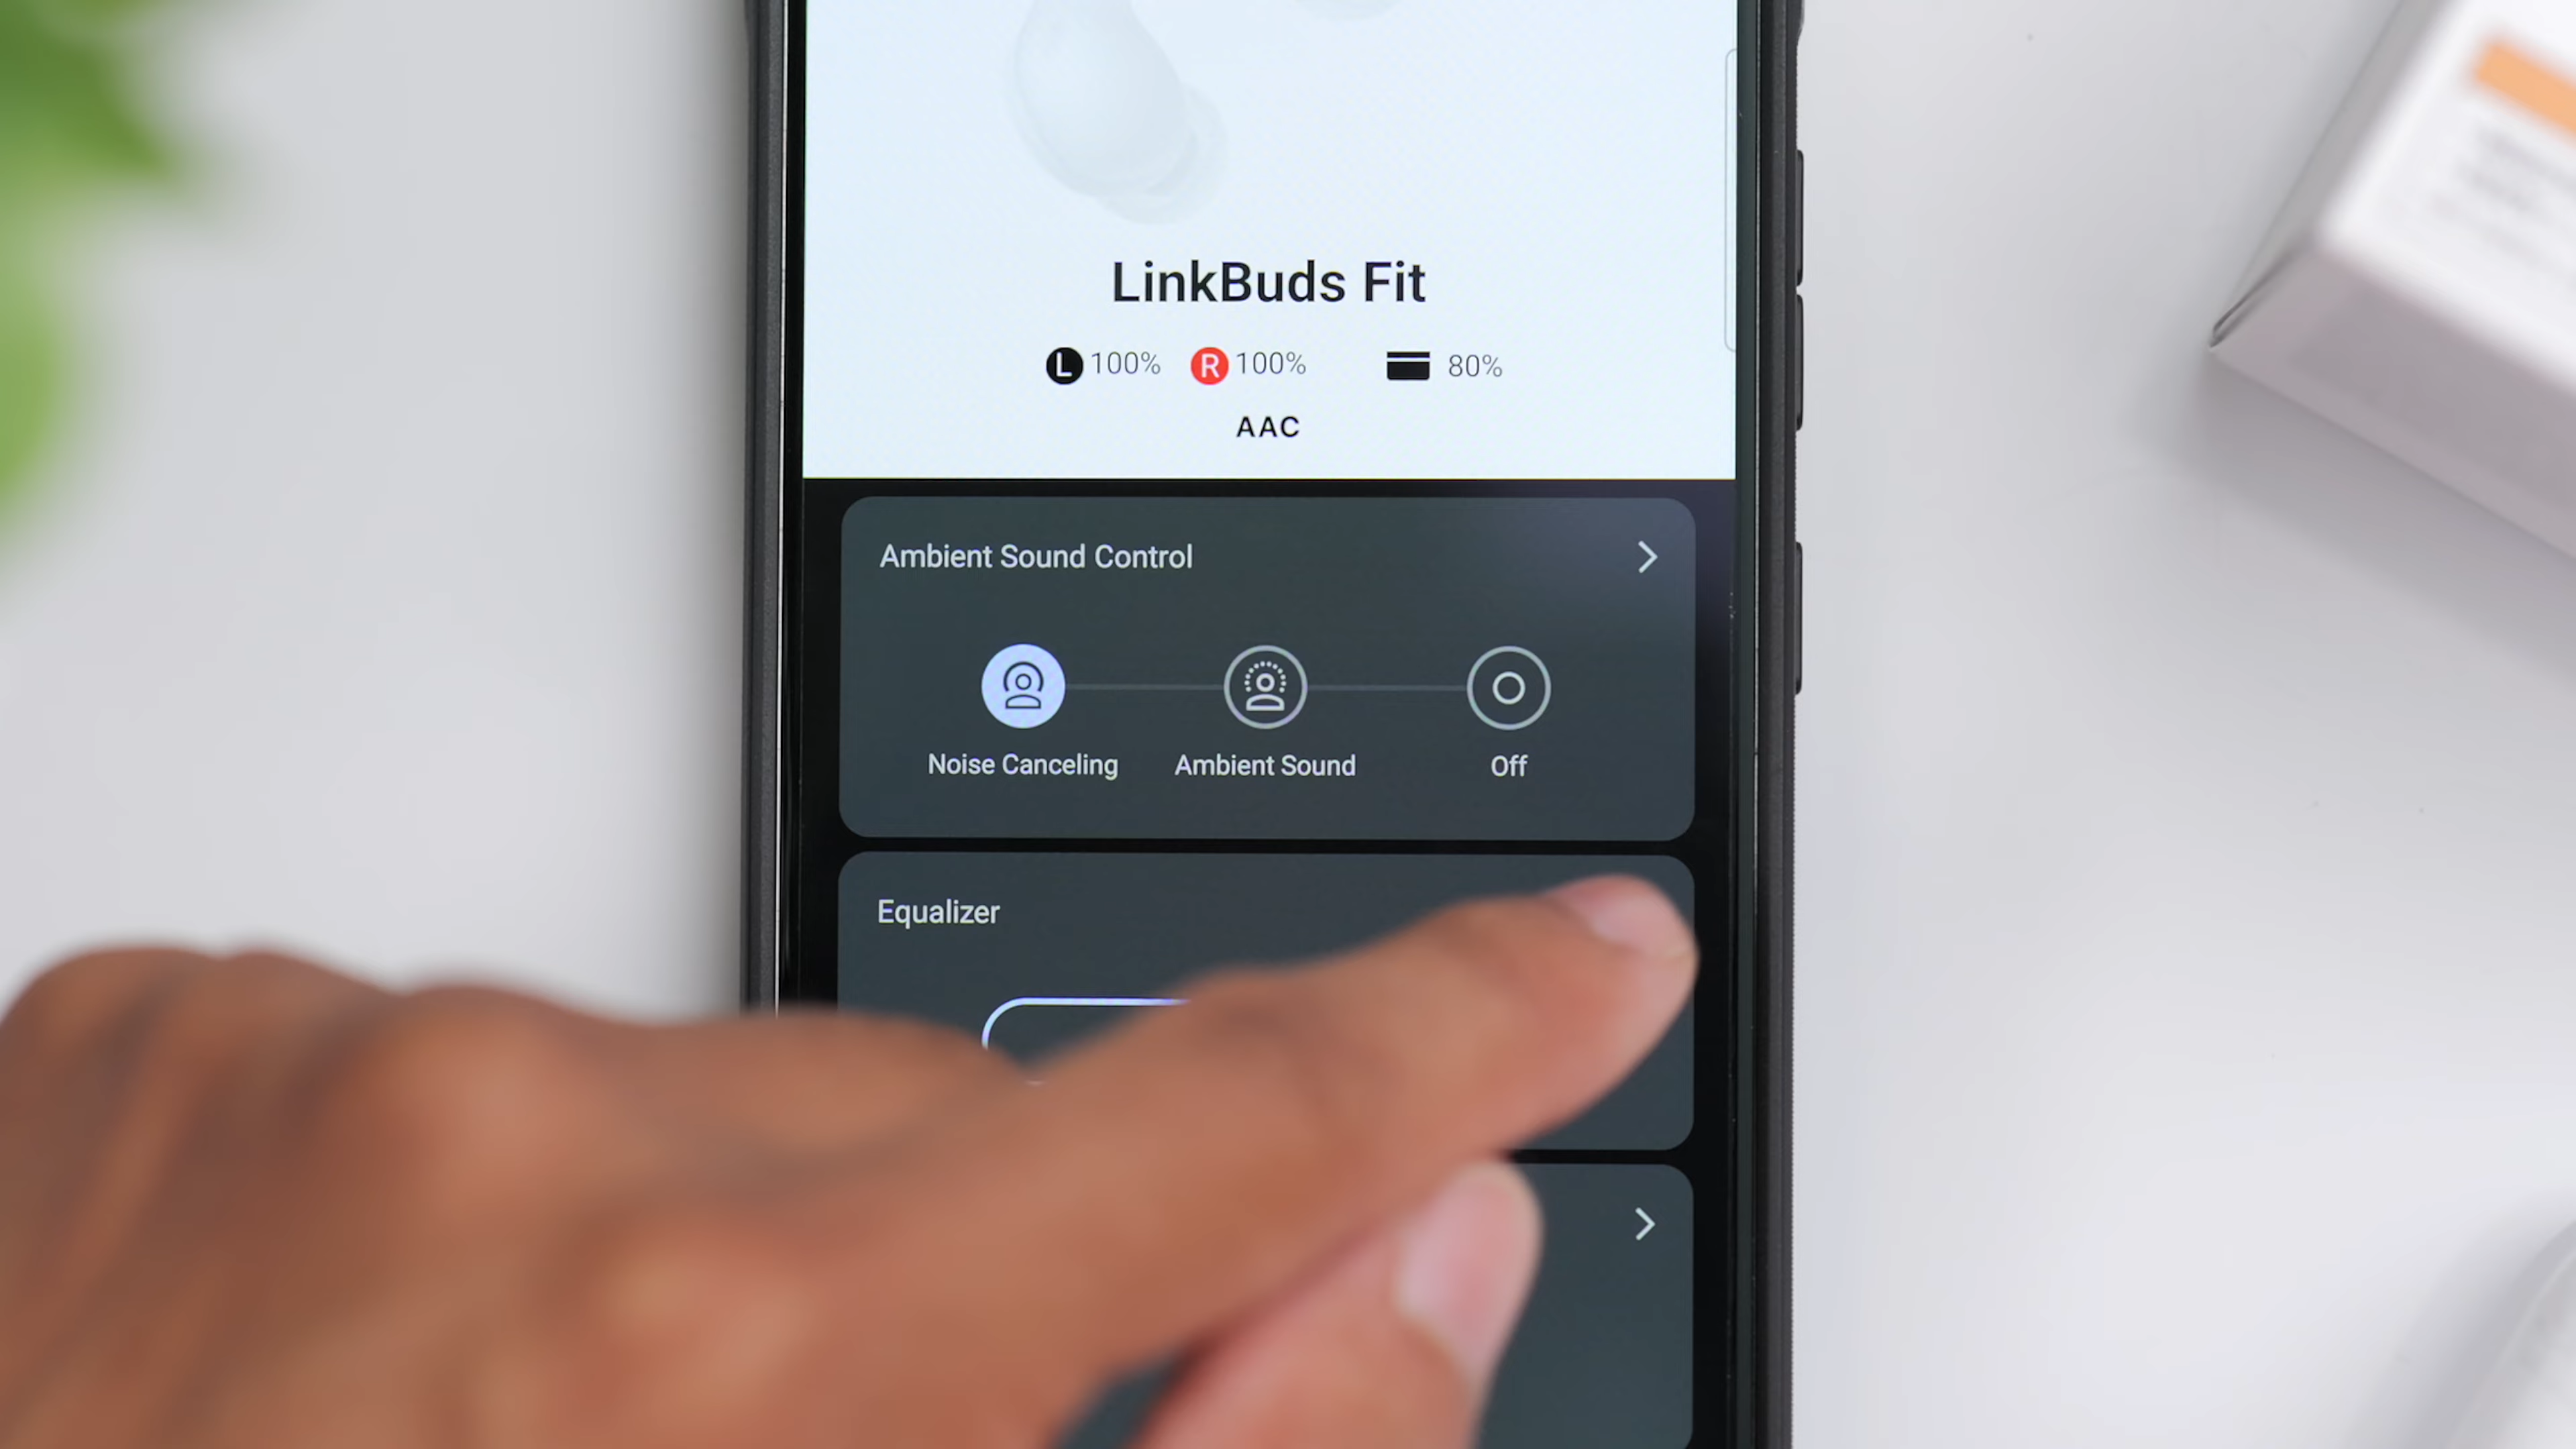 LinkBuds Fit
L 100% R 100% 80%
AAC
Ambient Sound Control
Noise Canceling Ambient Sound Off
Equalizer